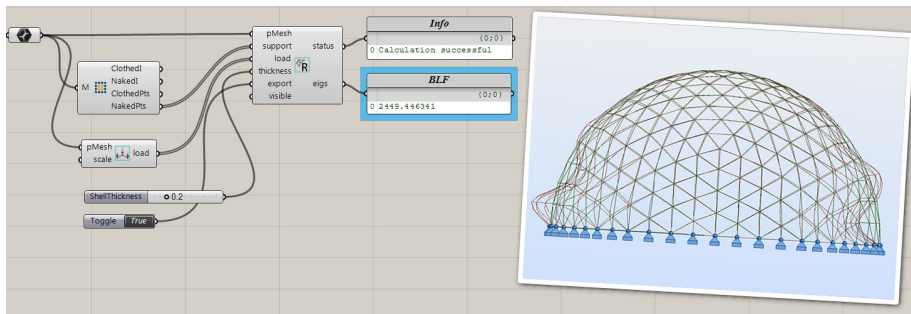 Info
{0;0}
0 Calculation successful
BLF
{0;0}
0 2449.446341
pMesh
support
load
thickness
export
visible
status
eigs
R
M
ClothedI
NakedI
ClothedPts
NakedPts
pMesh
scale
load
ShellThickness
0.2
Toggle
True